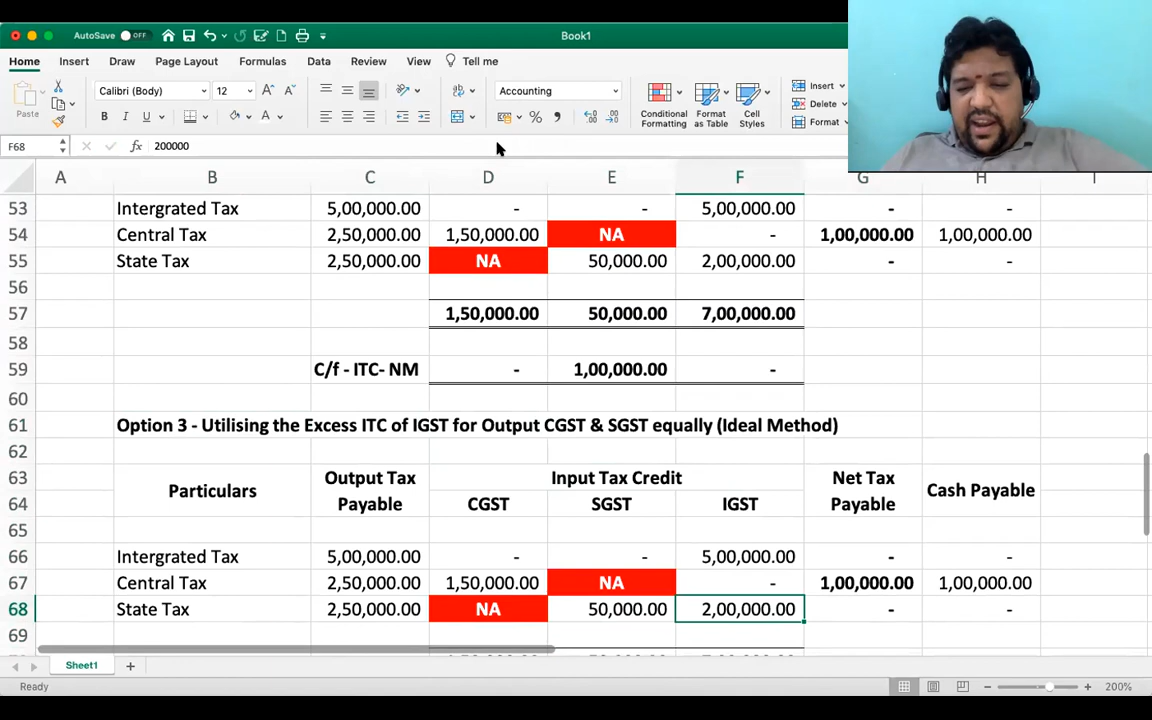 AutoSave OFF Book1
Home Insert Draw Page Layout Formulas Data Review View Tell me
Paste Calibri (Body) 12 A A Accounting Conditional Formatting Format as Table Cell Styles Insert Delete Format
B I U A %
F68 fx 200000
A B C D E F G H I
53 Intergrated Tax 5,00,000.00 - - 5,00,000.00 - -
54 Central Tax 2,50,000.00 1,50,000.00 NA - 1,00,000.00 1,00,000.00
55 State Tax 2,50,000.00 NA 50,000.00 2,00,000.00 - -
56
57 1,50,000.00 50,000.00 7,00,000.00
58
59 C/f - ITC- NM - 1,00,000.00 -
60
61 Option 3 - Utilising the Excess ITC of IGST for Output CGST & SGST equally (Ideal Method)
62
63 Particulars Output Tax Input Tax Credit Net Tax Cash Payable
64 Payable CGST SGST IGST Payable
65
66 Intergrated Tax 5,00,000.00 - - 5,00,000.00 - -
67 Central Tax 2,50,000.00 1,50,000.00 NA - 1,00,000.00 1,00,000.00
68 State Tax 2,50,000.00 NA 50,000.00 2,00,000.00 - -
69
Sheet1 +
Ready 200%